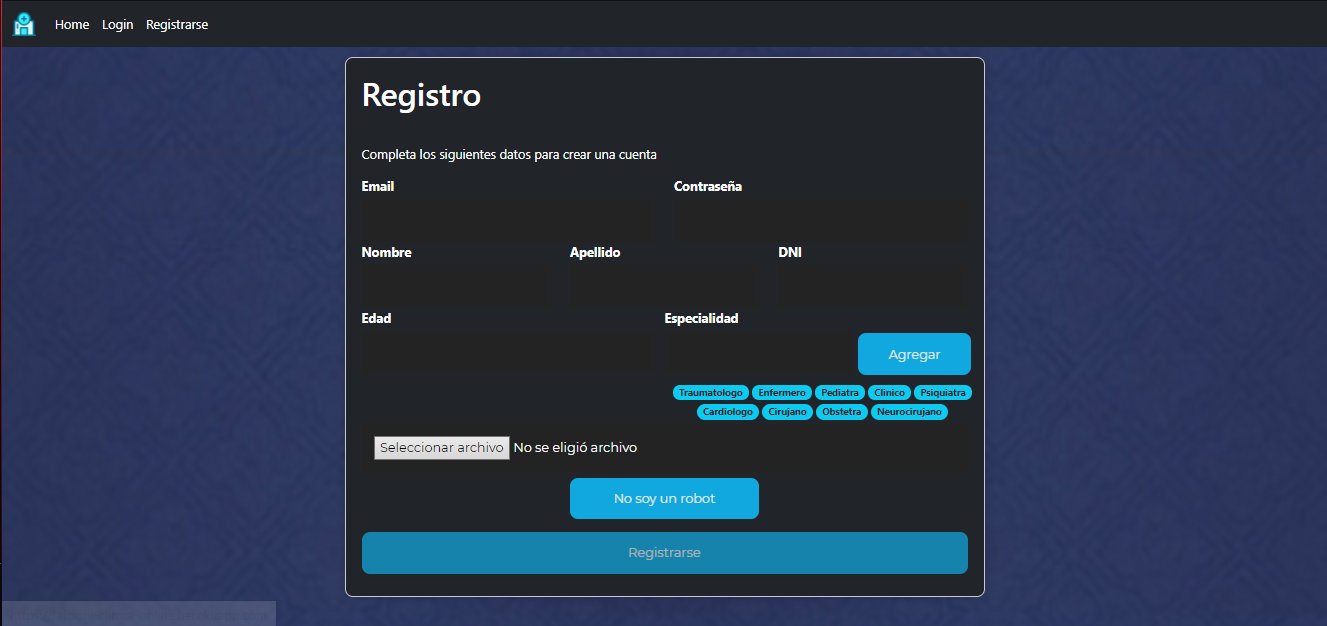 Home Login Registrarse
Registro
Completa los siguientes datos para crear una cuenta
Email Contraseña
Nombre Apellido DNI
Edad Especialidad
Agregar
Traumatologo Enfermero Pediatra Clinico Psiquiatra
Cardiologo Cirujano Obstetra Neurocirujano
Seleccionar archivo No se eligió archivo
No soy un robot
Registrarse